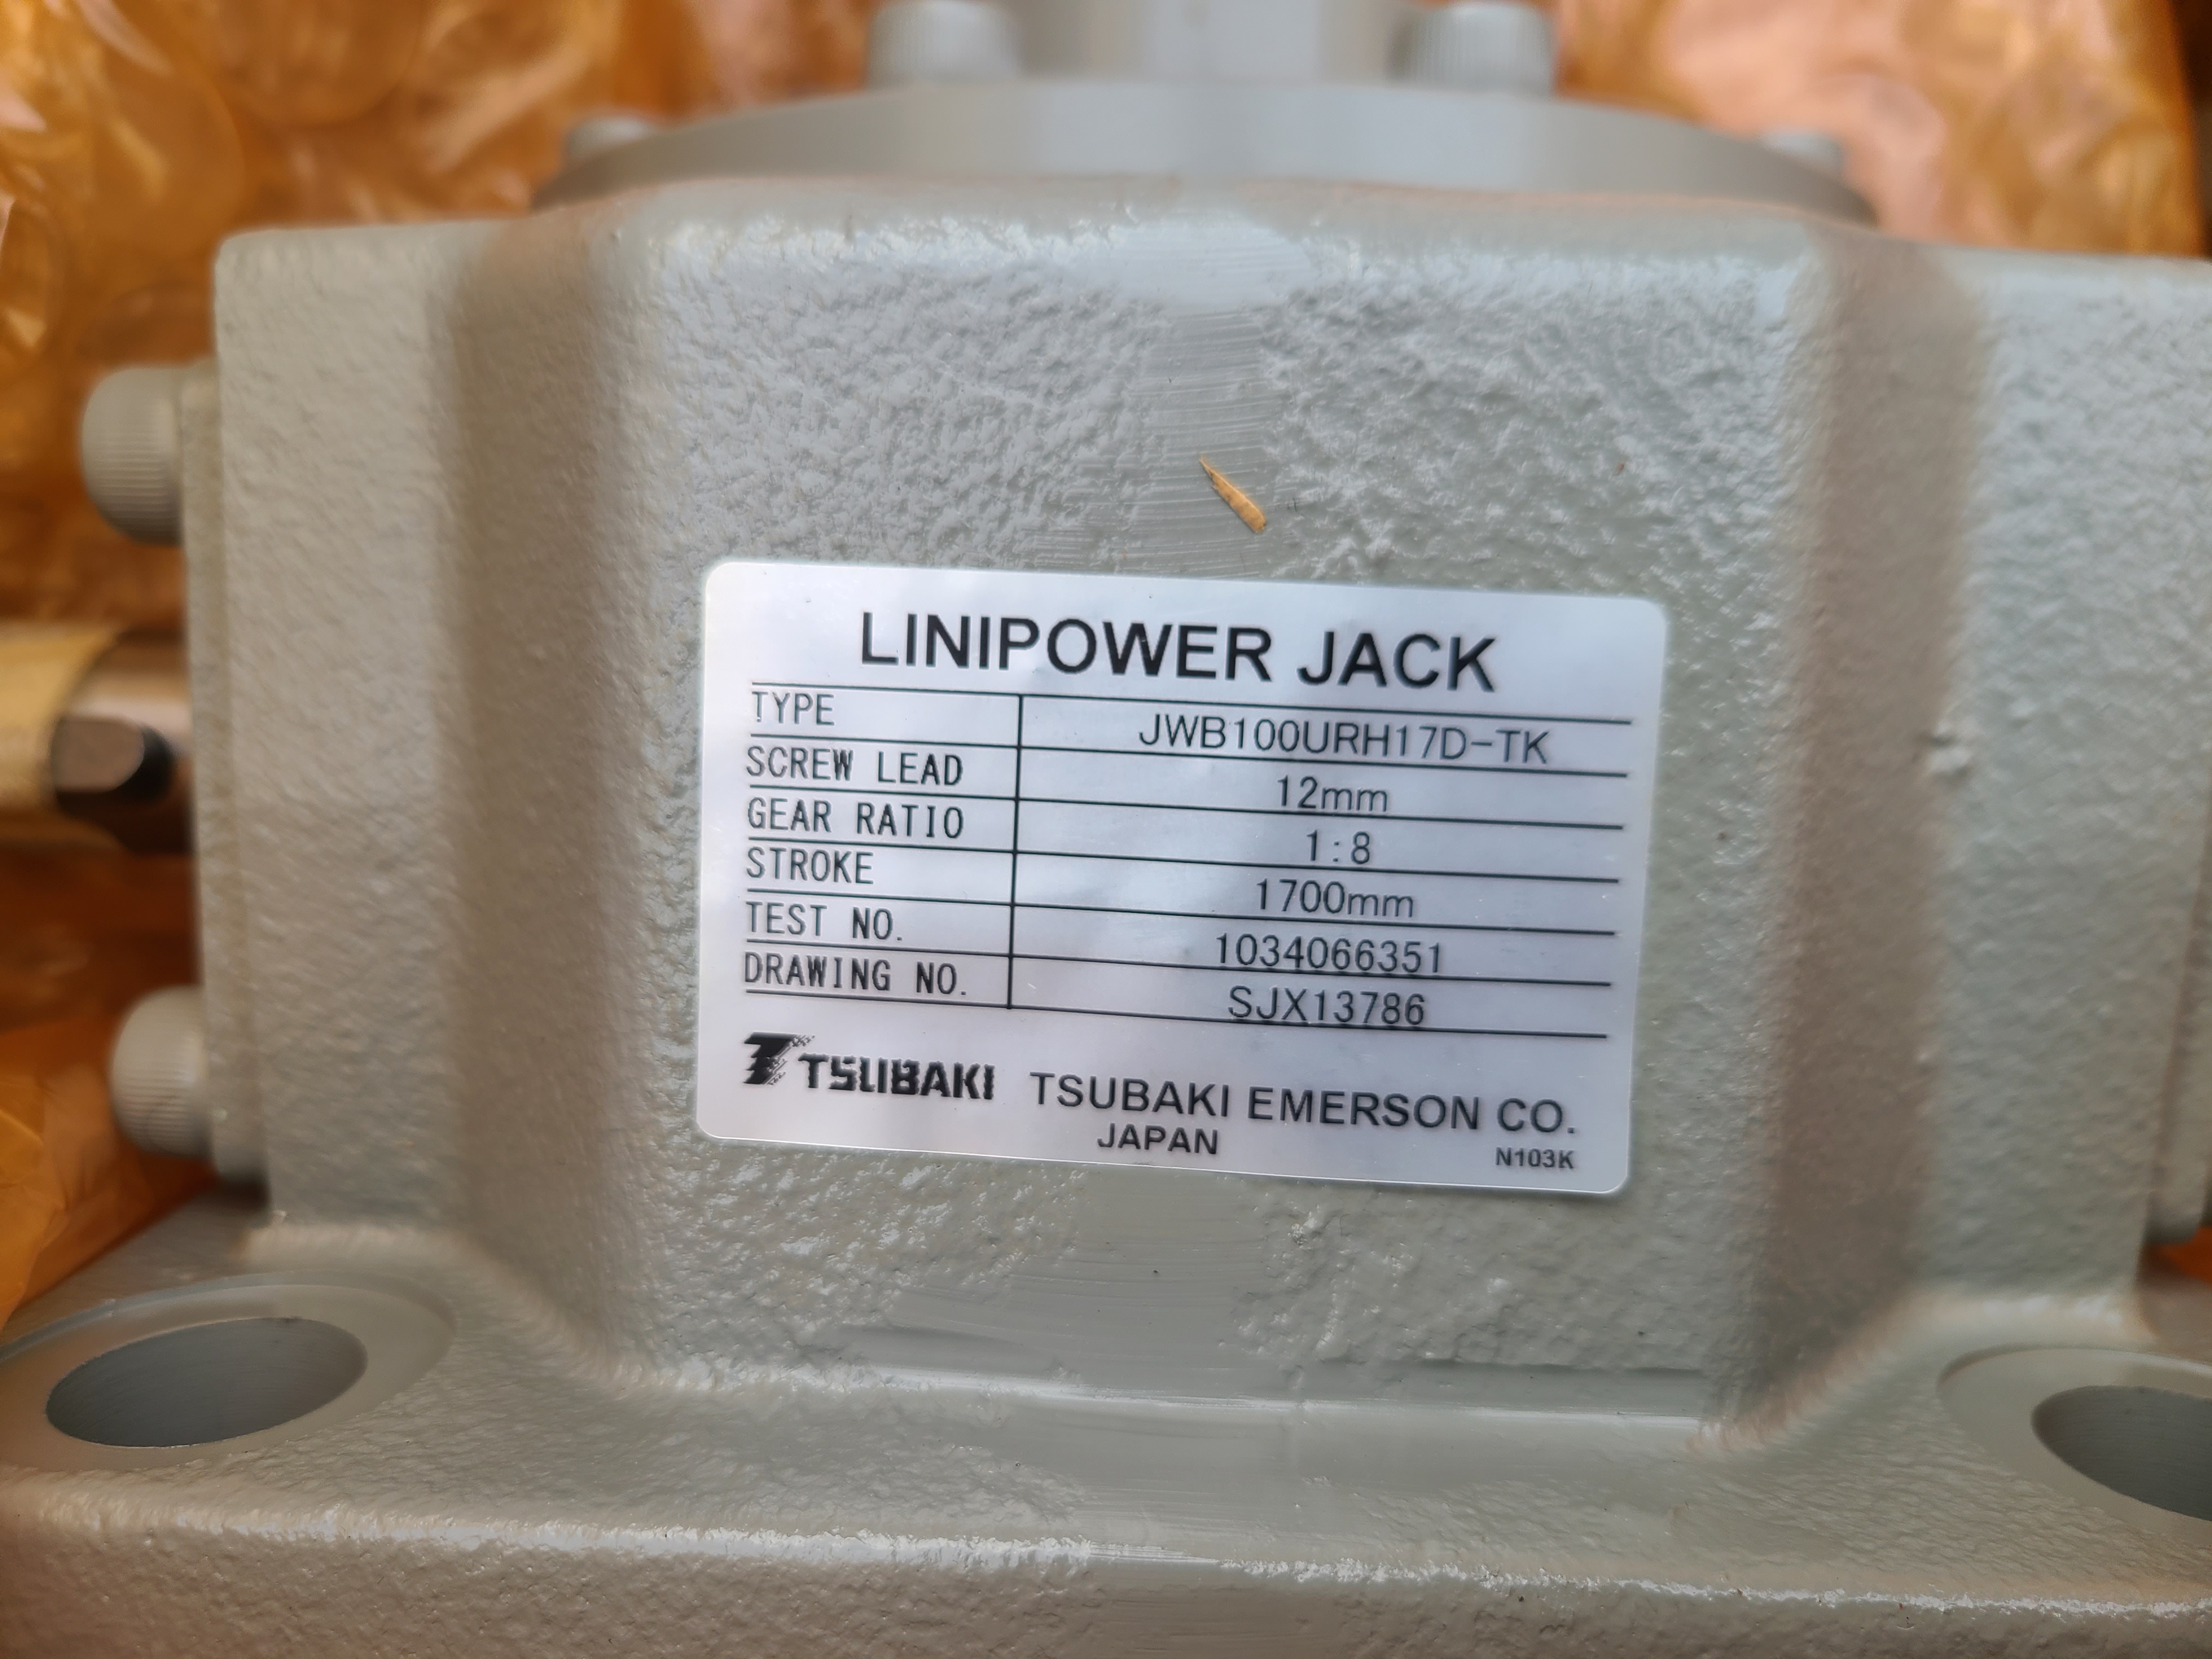 LINIPOWER JACK
TYPE JWB100URH17D-TK
SCREW LEAD 12mm
GEAR RATIO 1:8
STROKE 1700mm
TEST NO. 1034066351
DRAWING NO. SJX13786
TSUBAKI TSUBAKI EMERSON CO.
JAPAN N103K